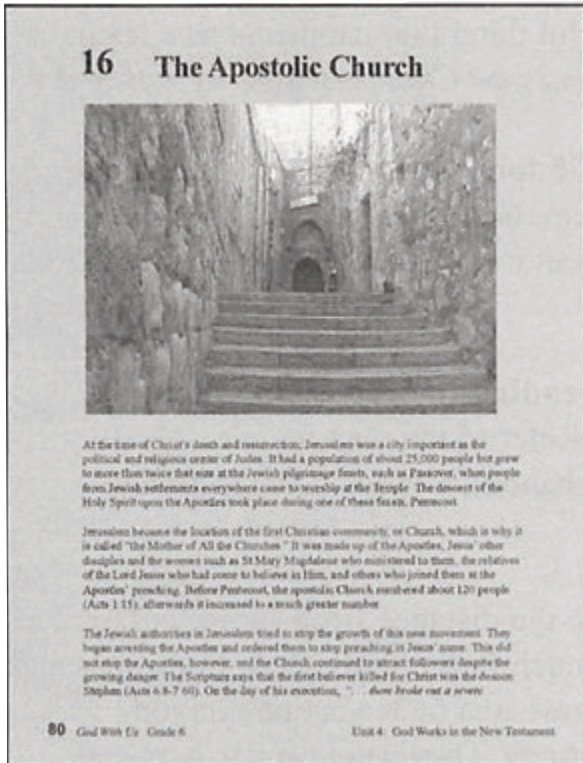 16 The Apostolic Church
At the time of Christ's death and resurrection, Jerusalem was a city important as the
political and religious center of Judea. It had a population of about 25,000 people but grew
to more than twice that size at the Jewish pilgrimage feasts, such as Passover, when people
from Jewish settlements everywhere came to worship at the Temple. The descent of the
Holy Spirit upon the Apostles took place during one of these feasts, Pentecost.
Jerusalem became the location of the first Christian community, or Church, which is why it
is called "the Mother of All the Churches." It was made up of the Apostles, Jesus' other
disciples and the women such as St Mary Magdalene who ministered to them, the relatives
of the Lord Jesus who had come to believe in Him, and others who joined them at the
Apostles' preaching. Before Pentecost, the apostolic Church numbered about 120 people
(Acts 1:15), afterwards it increased to a much greater number.
The Jewish authorities in Jerusalem tried to stop the growth of this new movement. They
began arresting the Apostles and ordered them to stop preaching in Jesus' name. This did
not stop the Apostles, however, and the Church continued to attract followers despite the
growing danger. The Scripture says that the first believer killed for Christ was the deacon
Stephen (Acts 6:8-7:60). On the day of his execution, ". . . there broke out a severe
80 God With Us Grade 6 Unit 4: God Works in the New Testament